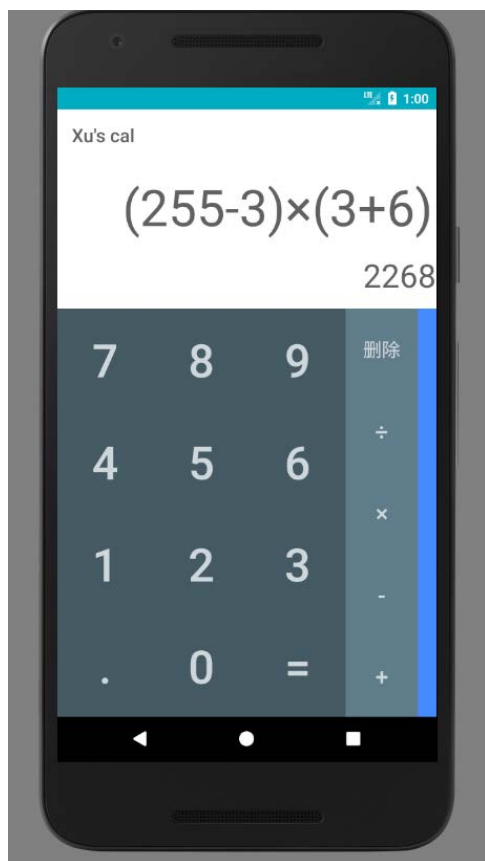 LTE 1:00
Xu's cal
(255-3)×(3+6)
2268
7 8 9 删除
÷
4 5 6
×
1 2 3
-
. 0 = +